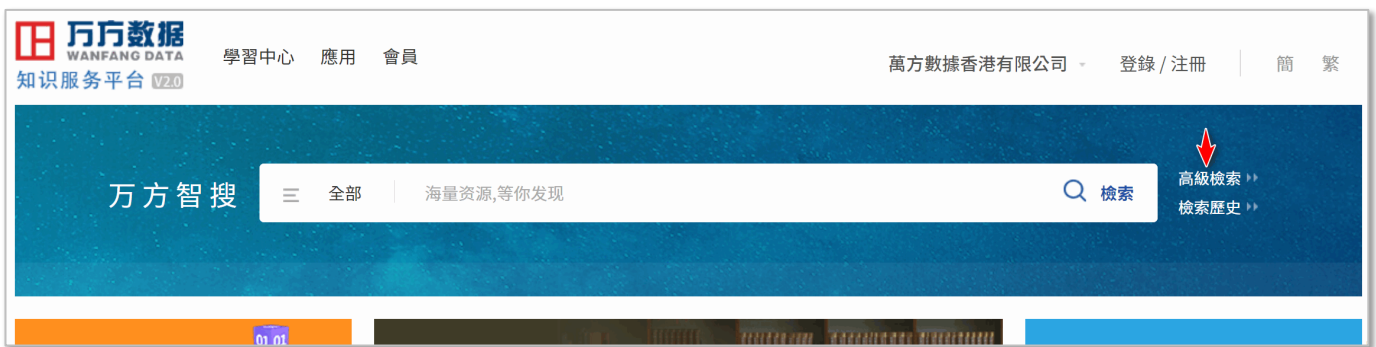 万方数据
WANFANG DATA
知识服务平台 V2.0
學習中心 應用 會員
萬方數據香港有限公司 登錄 / 注冊 簡 繁
万方智搜 全部 海量资源,等你发现 檢索
高級檢索
檢索歷史
01 01